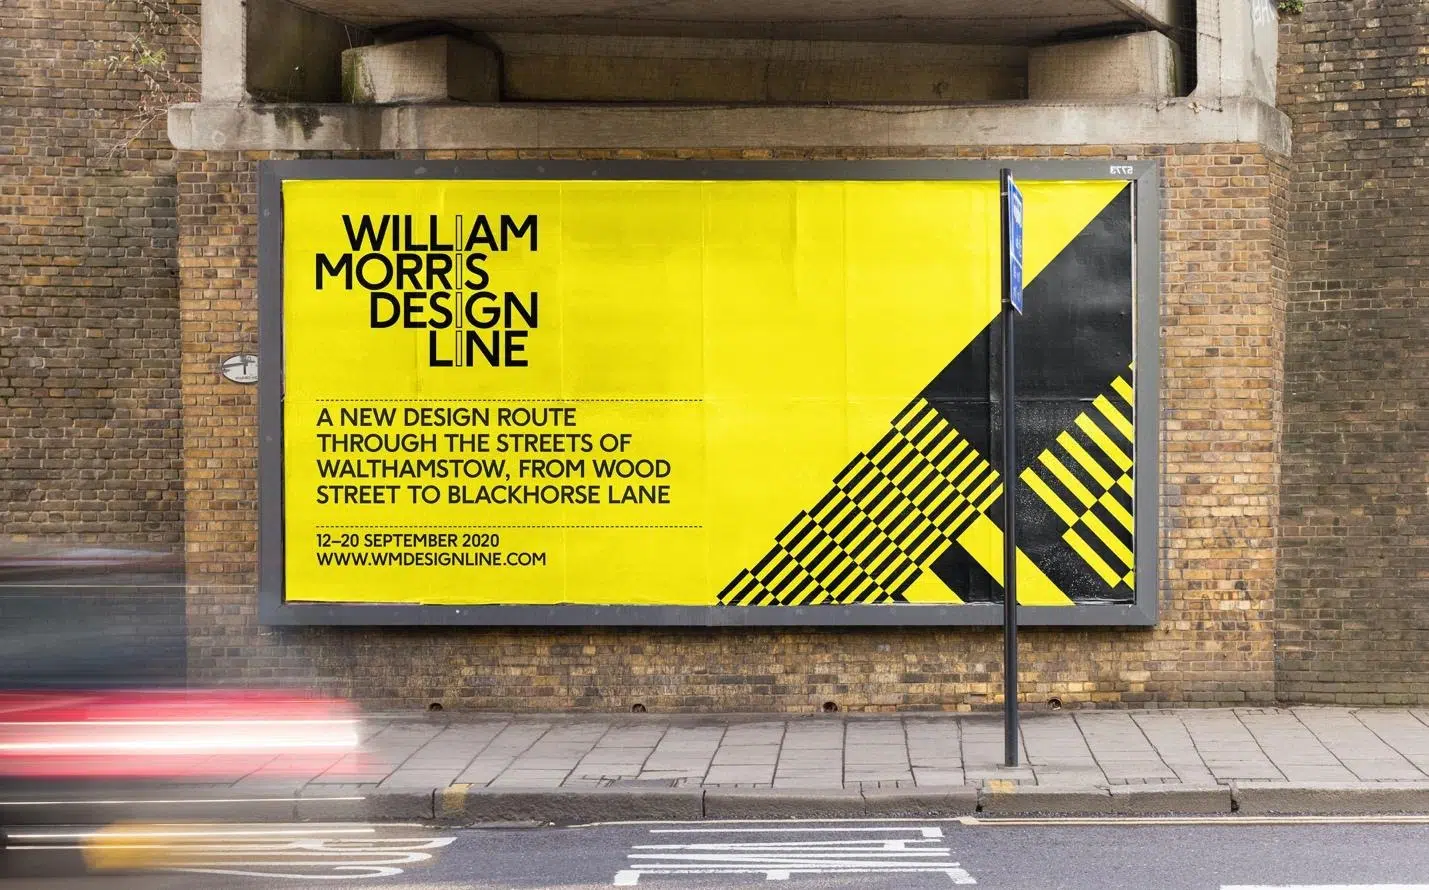 WILLIAM
MORRIS
DESIGN
LINE
A NEW DESIGN ROUTE
THROUGH THE STREETS OF
WALTHAMSTOW, FROM WOOD
STREET TO BLACKHORSE LANE
12–20 SEPTEMBER 2020
WWW.WMDESIGNLINE.COM
5773